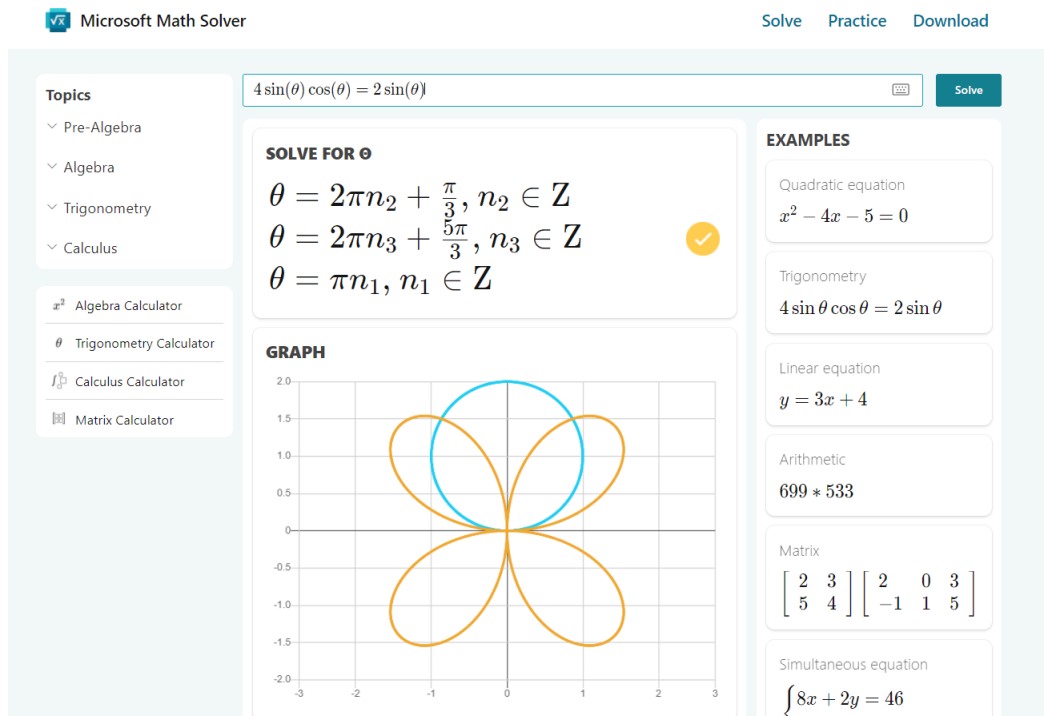 Microsoft Math Solver
Solve
Practice
Download
4 sin(θ) cos(θ) = 2 sin(θ)
Solve
Topics
Pre-Algebra
Algebra
Trigonometry
Calculus
x² Algebra Calculator
θ Trigonometry Calculator
Calculus Calculator
Matrix Calculator
SOLVE FOR Θ
θ = 2πn₂ + π/3, n₂ ∈ Z
θ = 2πn₃ + 5π/3, n₃ ∈ Z
θ = πn₁, n₁ ∈ Z
GRAPH
2.0
1.5
1.0
0.5
0
-0.5
-1.0
-1.5
-2.0
-3 -2 -1 0 1 2 3
EXAMPLES
Quadratic equation
x² − 4x − 5 = 0
Trigonometry
4 sin θ cos θ = 2 sin θ
Linear equation
y = 3x + 4
Arithmetic
699 ∗ 533
Matrix
[ 2 3 ] [ 2 0 3 ]
[ 5 4 ] [ −1 1 5 ]
Simultaneous equation
{ 8x + 2y = 46